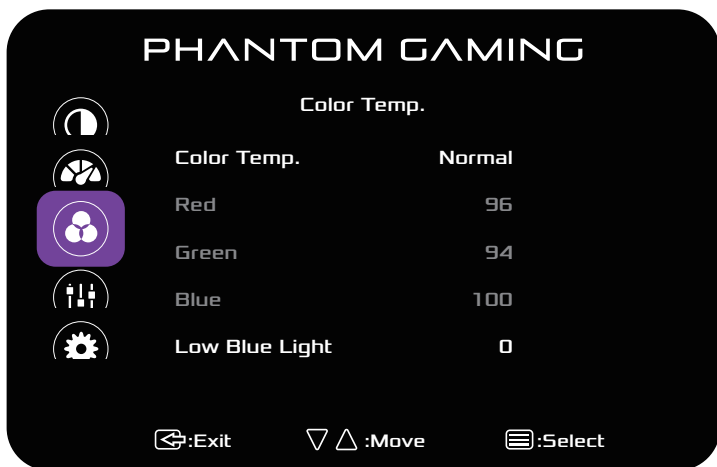 PHANTOM GAMING
Color Temp.
Color Temp. Normal
Red 96
Green 94
Blue 100
Low Blue Light 0
:Exit :Move :Select